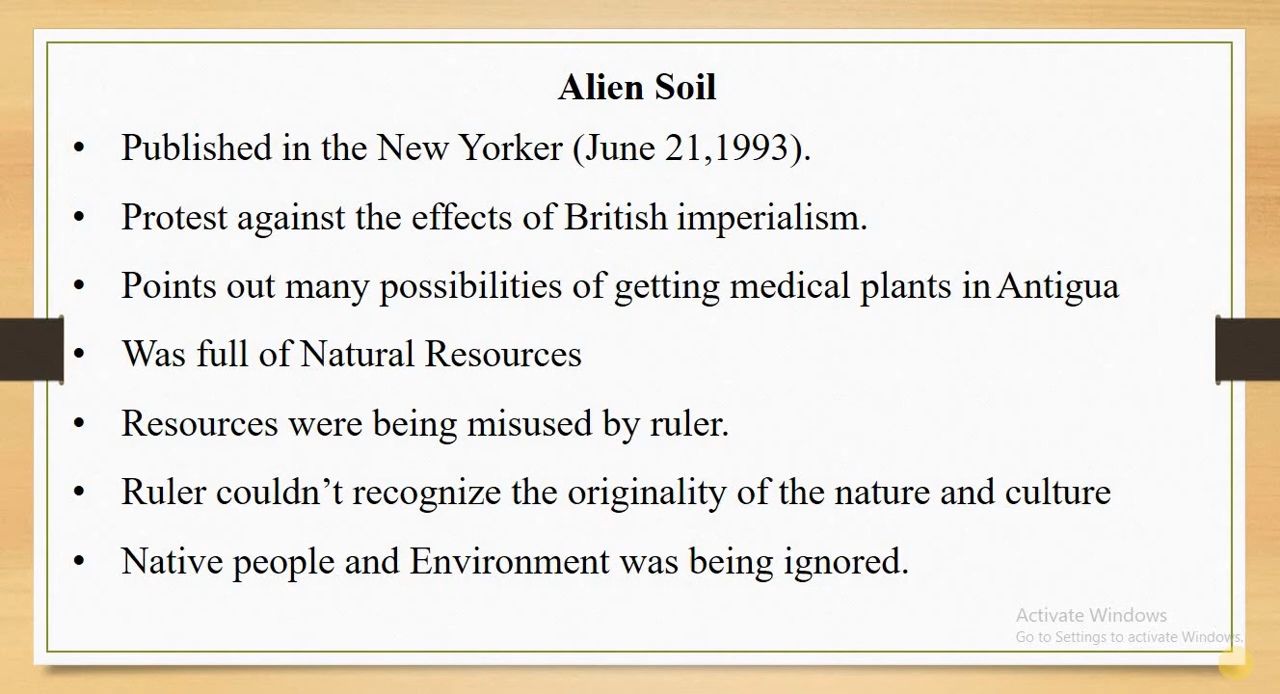 Alien Soil
• Published in the New Yorker (June 21,1993).
• Protest against the effects of British imperialism.
• Points out many possibilities of getting medical plants in Antigua
• Was full of Natural Resources
• Resources were being misused by ruler.
• Ruler couldn’t recognize the originality of the nature and culture
• Native people and Environment was being ignored.
Activate Windows
Go to Settings to activate Windows.